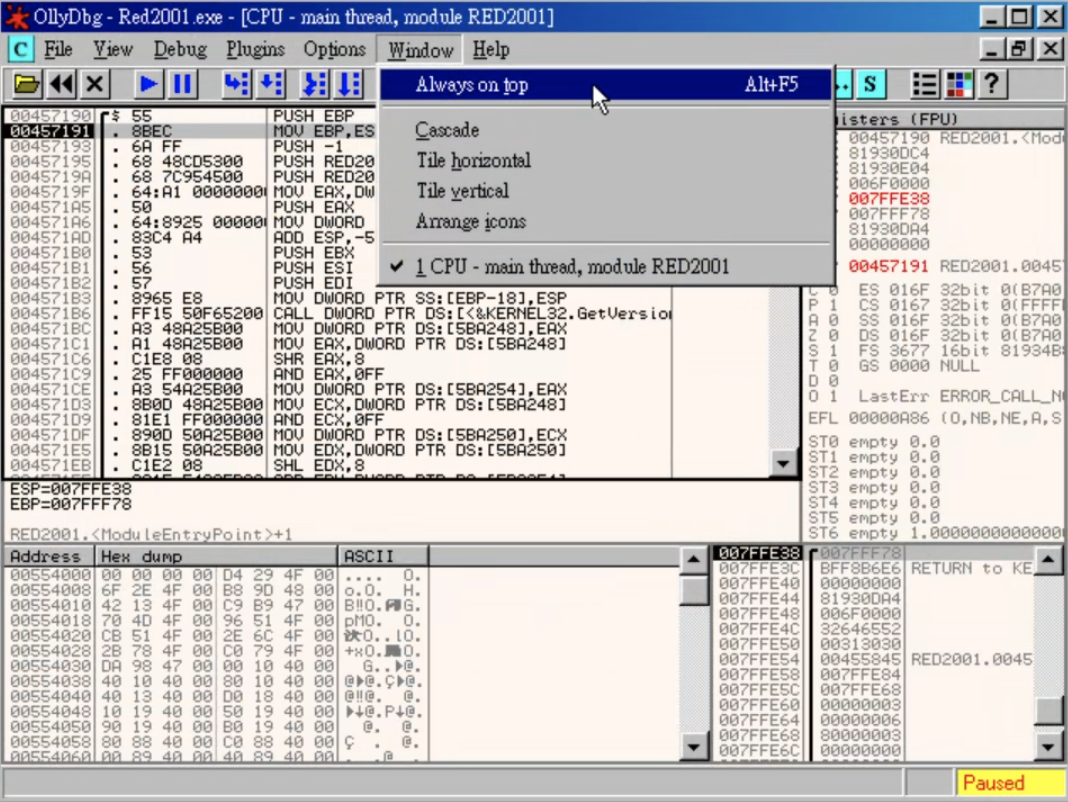 OllyDbg - Red2001.exe - [CPU - main thread, module RED2001]
C File View Debug Plugins Options Window Help
S ?
Always on top Alt+F5
Cascade
Tile horizontal
Tile vertical
Arrange icons
1 CPU - main thread, module RED2001
00457190 $ 55 PUSH EBP
00457191 . 8BEC MOV EBP,ES
00457193 . 6A FF PUSH -1
00457195 . 68 48CD5300 PUSH RED20
0045719A . 68 7C954500 PUSH RED20
0045719F . 64:A1 0000000 MOV EAX,DW
004571A5 . 50 PUSH EAX
004571A6 . 64:8925 00000 MOV DWORD
004571AD . 83C4 A4 ADD ESP,-5
004571B0 . 53 PUSH EBX
004571B1 . 56 PUSH ESI
004571B2 . 57 PUSH EDI
004571B3 . 8965 E8 MOV DWORD PTR SS:[EBP-18],ESP
004571B6 . FF15 50F65200 CALL DWORD PTR DS:[<&KERNEL32.GetVersio
004571BC . A3 48A25B00 MOV DWORD PTR DS:[5BA248],EAX
004571C1 . A1 48A25B00 MOV EAX,DWORD PTR DS:[5BA248]
004571C6 . C1E8 08 SHR EAX,8
004571C9 . 25 FF000000 AND EAX,0FF
004571CE . A3 54A25B00 MOV DWORD PTR DS:[5BA254],EAX
004571D3 . 8B0D 48A25B00 MOV ECX,DWORD PTR DS:[5BA248]
004571D9 . 81E1 FF000000 AND ECX,0FF
004571DF . 890D 50A25B00 MOV DWORD PTR DS:[5BA250],ECX
004571E5 . 8B15 50A25B00 MOV EDX,DWORD PTR DS:[5BA250]
004571EB . C1E2 08 SHL EDX,8
ESP=007FFE38
EBP=007FFF78
RED2001.<ModuleEntryPoint>+1
isters (FPU)
00457190 RED2001.<Mod
81930DC4
81930E04
006F0000
007FFE38
007FFF78
81930DA4
00000000
00457191 RED2001.0045
C 0 ES 016F 32bit 0(B7A0
P 1 CS 0167 32bit 0(FFFF
A 0 SS 016F 32bit 0(B7A0
Z 0 DS 016F 32bit 0(B7A0
S 1 FS 3677 16bit 81934B
T 0 GS 0000 NULL
D 0
O 1 LastErr ERROR_CALL_N
EFL 00000A86 (O,NB,NE,A,S
ST0 empty 0.0
ST1 empty 0.0
ST2 empty 0.0
ST3 empty 0.0
ST4 empty 0.0
ST5 empty 0.0
ST6 empty 1.0000000000000
Address Hex dump ASCII
00554000 00 00 00 00 D4 29 4F 00
00554008 6F 2E 4F 00 B8 9D 48 00
00554010 42 13 4F 00 C9 B9 47 00
00554018 70 4D 4F 00 96 51 4F 00
00554020 CB 51 4F 00 2E 6C 4F 00
00554028 2B 78 4F 00 C0 79 4F 00
00554030 DA 98 47 00 00 10 40 00
00554038 40 10 40 00 80 10 40 00
00554040 40 13 40 00 D0 18 40 00
00554048 10 19 40 00 50 19 40 00
00554050 90 19 40 00 B0 19 40 00
00554058 80 88 40 00 C0 88 40 00
00554060 00 89 40 00 40 89 40 00
007FFE38 007FFF78
007FFE3C BFF8B6E6 RETURN to KE
007FFE40 00000000
007FFE44 81930DA4
007FFE48 006F0000
007FFE4C 32646552
007FFE50 00313030
007FFE54 00455845 RED2001.0045
007FFE58 007FFE84
007FFE5C 007FFE68
007FFE60 00000003
007FFE64 00000006
007FFE68 80000003
007FFE6C 00000000
Paused